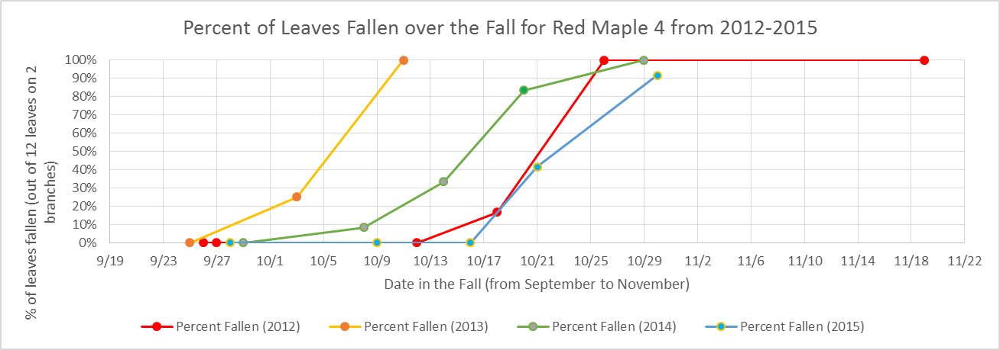 Percent of Leaves Fallen over the Fall for Red Maple 4 from 2012-2015
% of leaves fallen (out of 12 leaves on 2
branches)
100%
90%
80%
70%
60%
50%
40%
30%
20%
10%
0%
9/19 9/23 9/27 10/1 10/5 10/9 10/13 10/17 10/21 10/25 10/29 11/2 11/6 11/10 11/14 11/18 11/22
Date in the Fall (from September to November)
Percent Fallen (2012) Percent Fallen (2013) Percent Fallen (2014) Percent Fallen (2015)